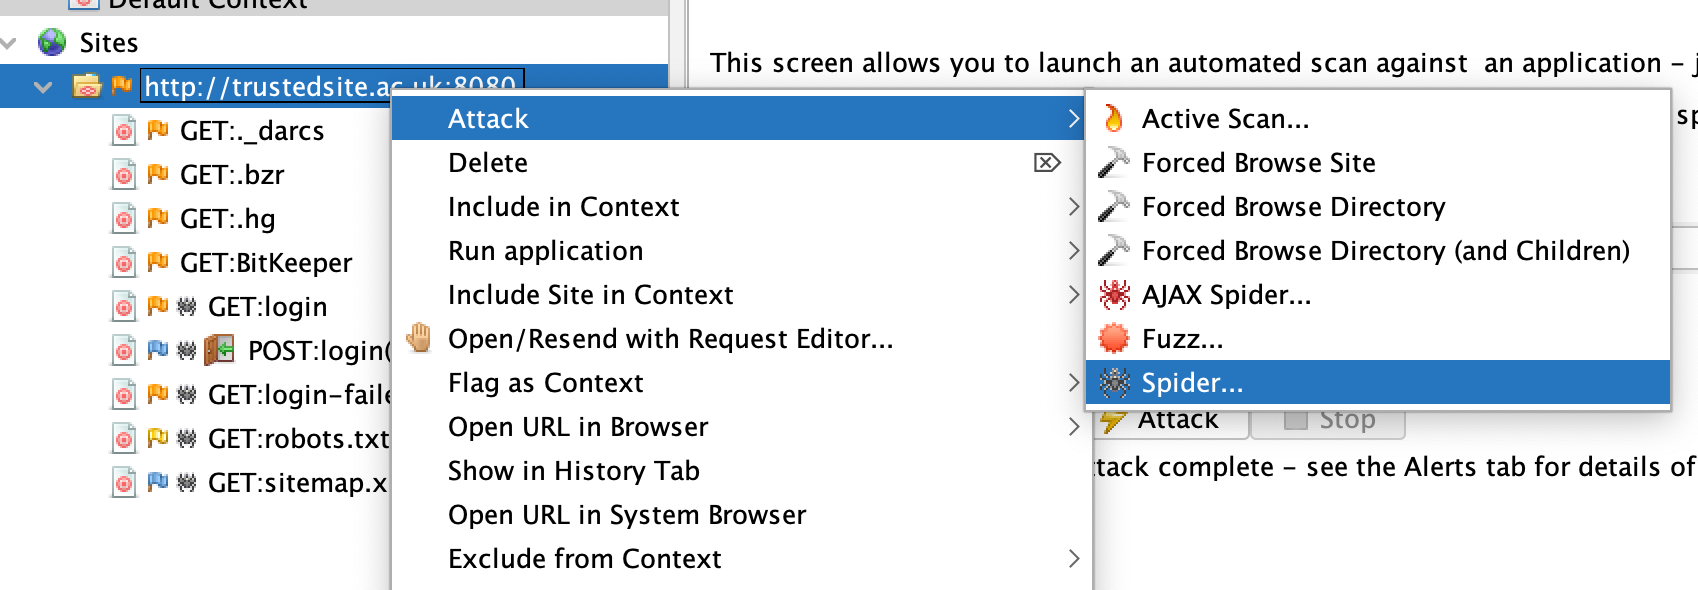 Default Context
Sites
http://trustedsite.ac.uk:8080
GET:._darcs
GET:.bzr
GET:.hg
GET:BitKeeper
GET:login
POST:login(
GET:login-faile
GET:robots.txt
GET:sitemap.x
Attack
Delete
Include in Context
Run application
Include Site in Context
Open/Resend with Request Editor...
Flag as Context
Open URL in Browser
Show in History Tab
Open URL in System Browser
Exclude from Context
This screen allows you to launch an automated scan against an application - j
sp
Active Scan...
Forced Browse Site
Forced Browse Directory
Forced Browse Directory (and Children)
AJAX Spider...
Fuzz...
Spider...
Attack
Stop
ttack complete - see the Alerts tab for details of